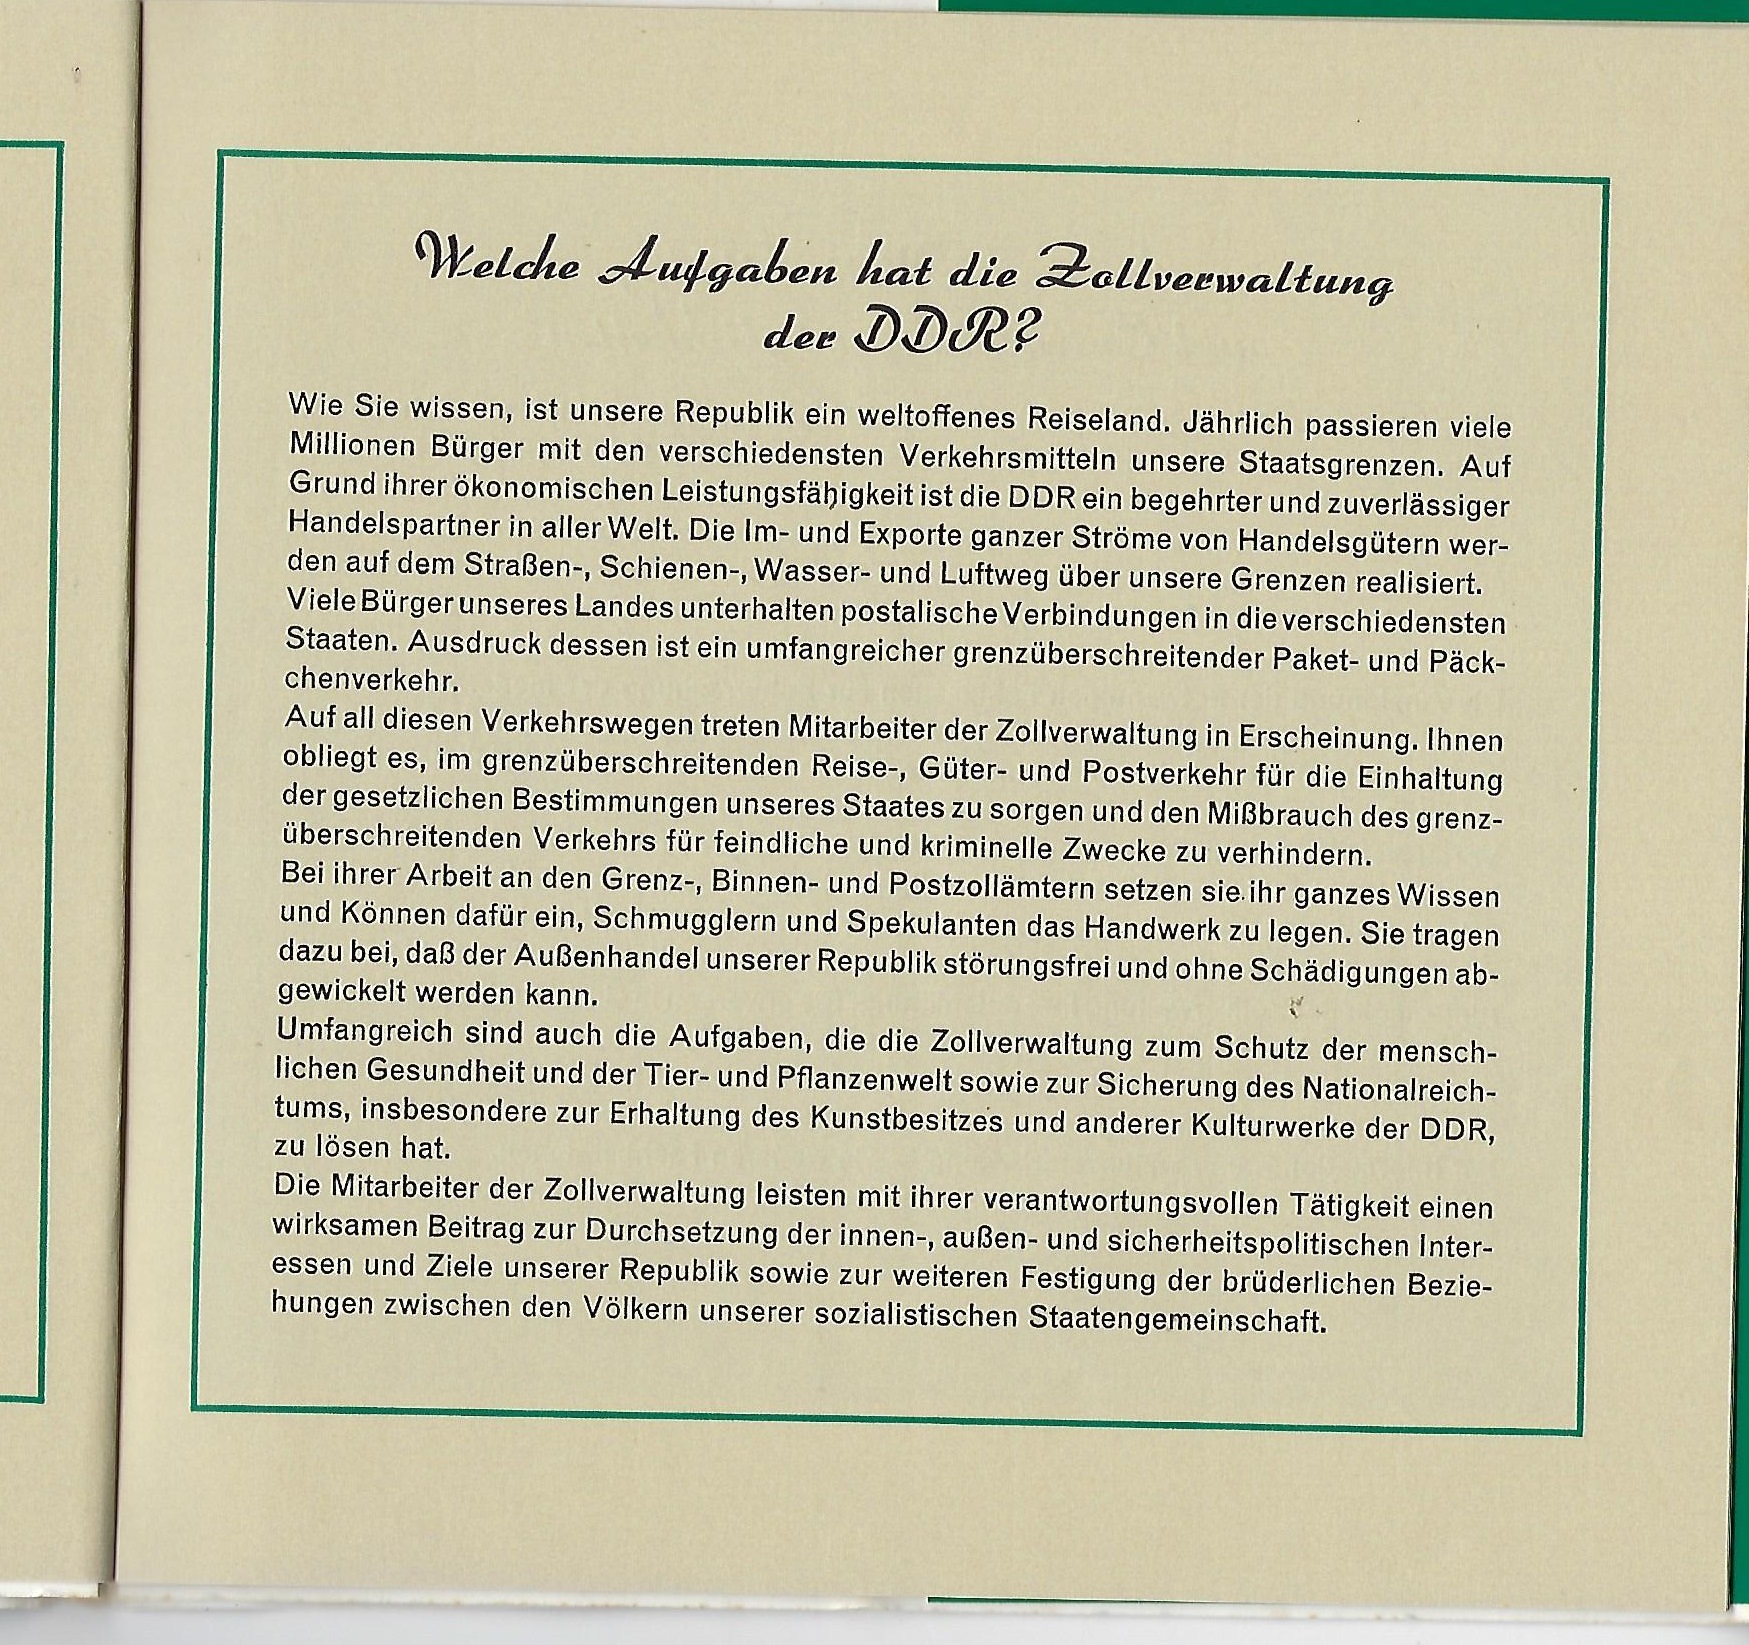 Welche Aufgaben hat die Zollverwaltung
der DDR?
Wie Sie wissen, ist unsere Republik ein weltoffenes Reiseland. Jährlich passieren viele
Millionen Bürger mit den verschiedensten Verkehrsmitteln unsere Staatsgrenzen. Auf
Grund ihrer ökonomischen Leistungsfähigkeit ist die DDR ein begehrter und zuverlässiger
Handelspartner in aller Welt. Die Im- und Exporte ganzer Ströme von Handelsgütern wer-
den auf dem Straßen-, Schienen-, Wasser- und Luftweg über unsere Grenzen realisiert.
Viele Bürger unseres Landes unterhalten postalische Verbindungen in die verschiedensten
Staaten. Ausdruck dessen ist ein umfangreicher grenzüberschreitender Paket- und Päck-
chenverkehr.
Auf all diesen Verkehrswegen treten Mitarbeiter der Zollverwaltung in Erscheinung. Ihnen
obliegt es, im grenzüberschreitenden Reise-, Güter- und Postverkehr für die Einhaltung
der gesetzlichen Bestimmungen unseres Staates zu sorgen und den Mißbrauch des grenz-
überschreitenden Verkehrs für feindliche und kriminelle Zwecke zu verhindern.
Bei ihrer Arbeit an den Grenz-, Binnen- und Postzollämtern setzen sie ihr ganzes Wissen
und Können dafür ein, Schmugglern und Spekulanten das Handwerk zu legen. Sie tragen
dazu bei, daß der Außenhandel unserer Republik störungsfrei und ohne Schädigungen ab-
gewickelt werden kann.
Umfangreich sind auch die Aufgaben, die die Zollverwaltung zum Schutz der mensch-
lichen Gesundheit und der Tier- und Pflanzenwelt sowie zur Sicherung des Nationalreich-
tums, insbesondere zur Erhaltung des Kunstbesitzes und anderer Kulturwerke der DDR,
zu lösen hat.
Die Mitarbeiter der Zollverwaltung leisten mit ihrer verantwortungsvollen Tätigkeit einen
wirksamen Beitrag zur Durchsetzung der innen-, außen- und sicherheitspolitischen Inter-
essen und Ziele unserer Republik sowie zur weiteren Festigung der brüderlichen Bezie-
hungen zwischen den Völkern unserer sozialistischen Staatengemeinschaft.